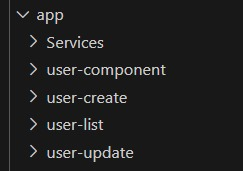 app
Services
user-component
user-create
user-list
user-update